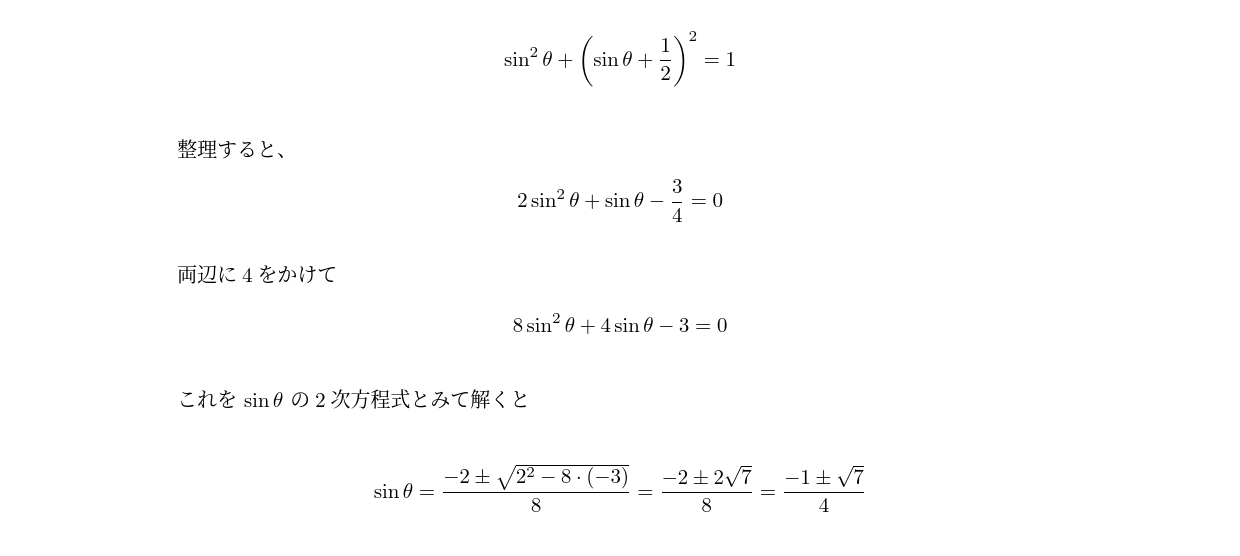 $\sin^2\theta + \left(\sin\theta + \frac{1}{2}\right)^2 = 1$
整理すると、
$2\sin^2\theta + \sin\theta - \frac{3}{4} = 0$
両辺に 4 をかけて
$8\sin^2\theta + 4\sin\theta - 3 = 0$
これを $\sin\theta$ の 2 次方程式とみて解くと
$\sin\theta = \frac{-2 \pm \sqrt{2^2 - 8 \cdot (-3)}}{8} = \frac{-2 \pm 2\sqrt{7}}{8} = \frac{-1 \pm \sqrt{7}}{4}$